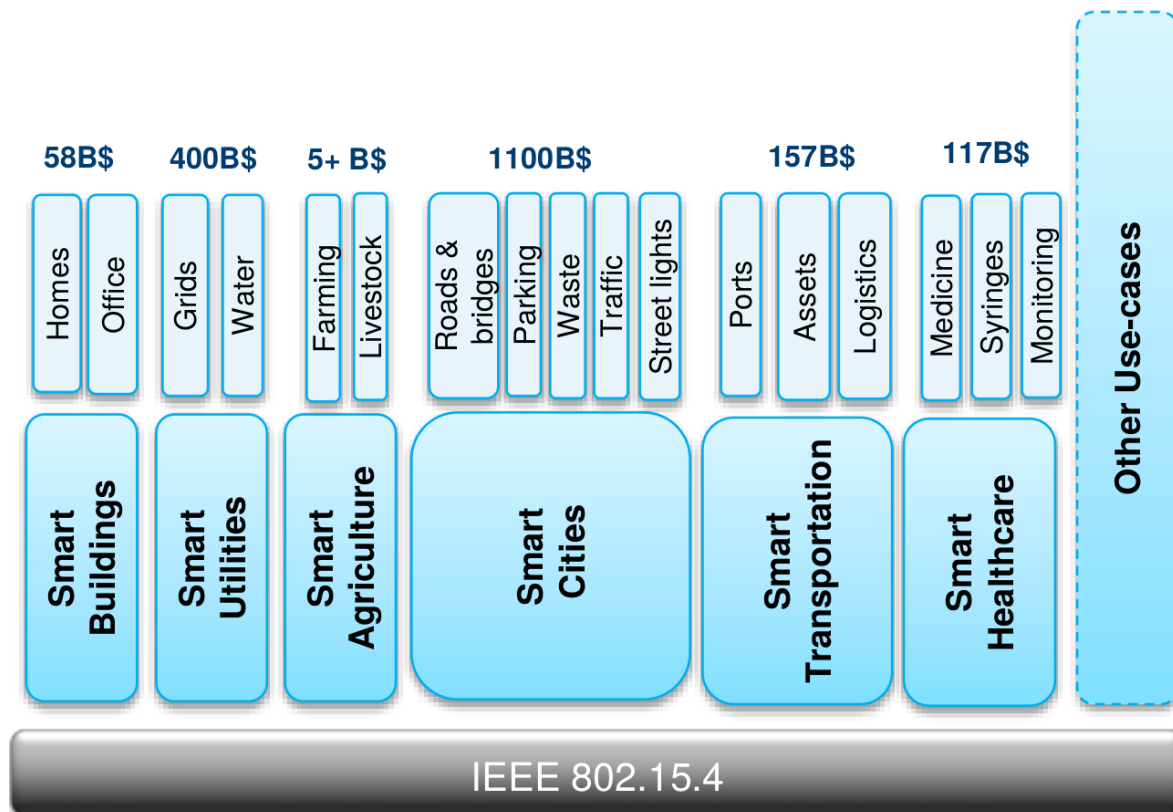 58B$
400B$
5+ B$
1100B$
157B$
117B$
Homes
Office
Grids
Water
Farming
Livestock
Roads &
bridges
Parking
Waste
Traffic
Street lights
Ports
Assets
Logistics
Medicine
Syringes
Monitoring
Smart
Buildings
Smart
Utilities
Smart
Agriculture
Smart
Cities
Smart
Transportation
Smart
Healthcare
Other Use-cases
IEEE 802.15.4